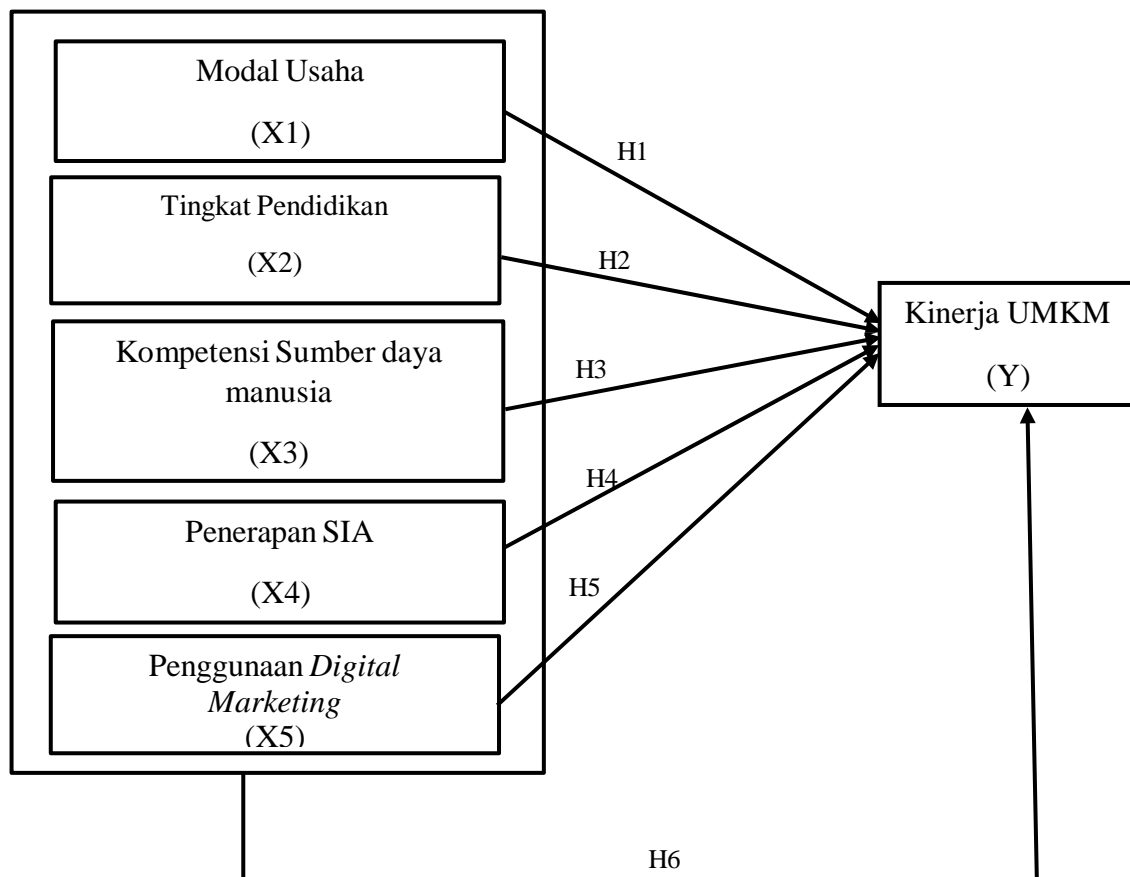 Modal Usaha
(X1)
Tingkat Pendidikan
(X2)
Kompetensi Sumber daya
manusia
(X3)
Penerapan SIA
(X4)
Penggunaan Digital
Marketing
(X5)
H1
H2
H3
H4
H5
Kinerja UMKM
(Y)
H6